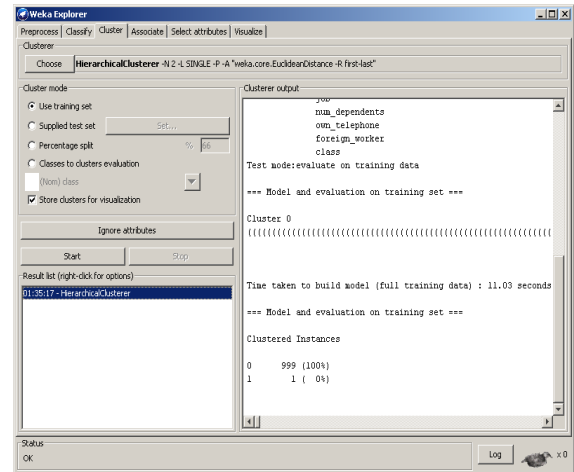 Weka Explorer
Preprocess Classify Cluster Associate Select attributes Visualize
Clusterer
Choose HierarchicalClusterer -N 2 -L SINGLE -P -A "weka.core.EuclideanDistance -R first-last"
Cluster mode
Use training set
Supplied test set Set...
Percentage split % 66
Classes to clusters evaluation
(Nom) class
Store clusters for visualization
Ignore attributes
Start Stop
Result list (right-click for options)
01:35:17 - HierarchicalClusterer
Clusterer output
job
num_dependents
own_telephone
foreign_worker
class
Test mode:evaluate on training data
=== Model and evaluation on training set ===
Cluster 0
((((((((((((((((((((((((((((((((((((((((((((((((((((((((((((((
Time taken to build model (full training data) : 11.03 seconds
=== Model and evaluation on training set ===
Clustered Instances
0 999 (100%)
1 1 ( 0%)
Status
OK
Log
x 0